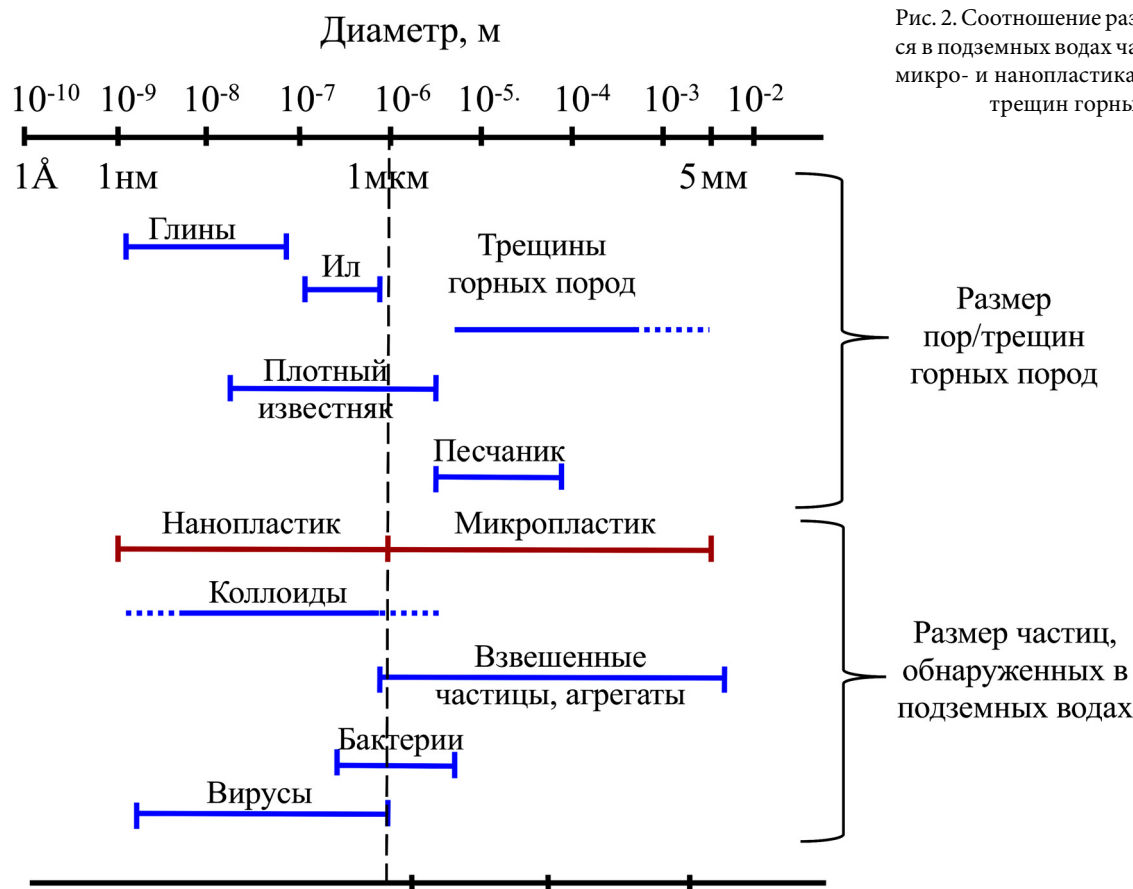 Диаметр, м
Рис. 2. Соотношение раз
ся в подземных водах ча
микро- и нанопластика
трещин горны
10-10 10-9 10-8 10-7 10-6 10-5. 10-4 10-3 10-2
1Å 1нм 1мкм 5 мм
Глины
Ил
Трещины
горных пород
Плотный
известняк
Песчаник
Размер
пор/трещин
горных пород
Нанопластик Микропластик
Коллоиды
Взвешенные
частицы, агрегаты
Бактерии
Вирусы
Размер частиц,
обнаруженных в
подземных водах